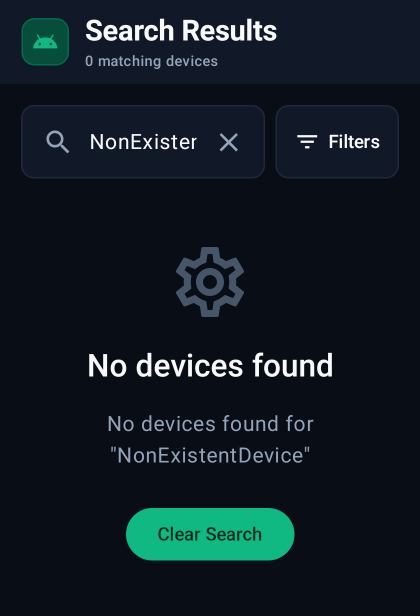 Search Results
0 matching devices
NonExister
Filters
No devices found
No devices found for
"NonExistentDevice"
Clear Search